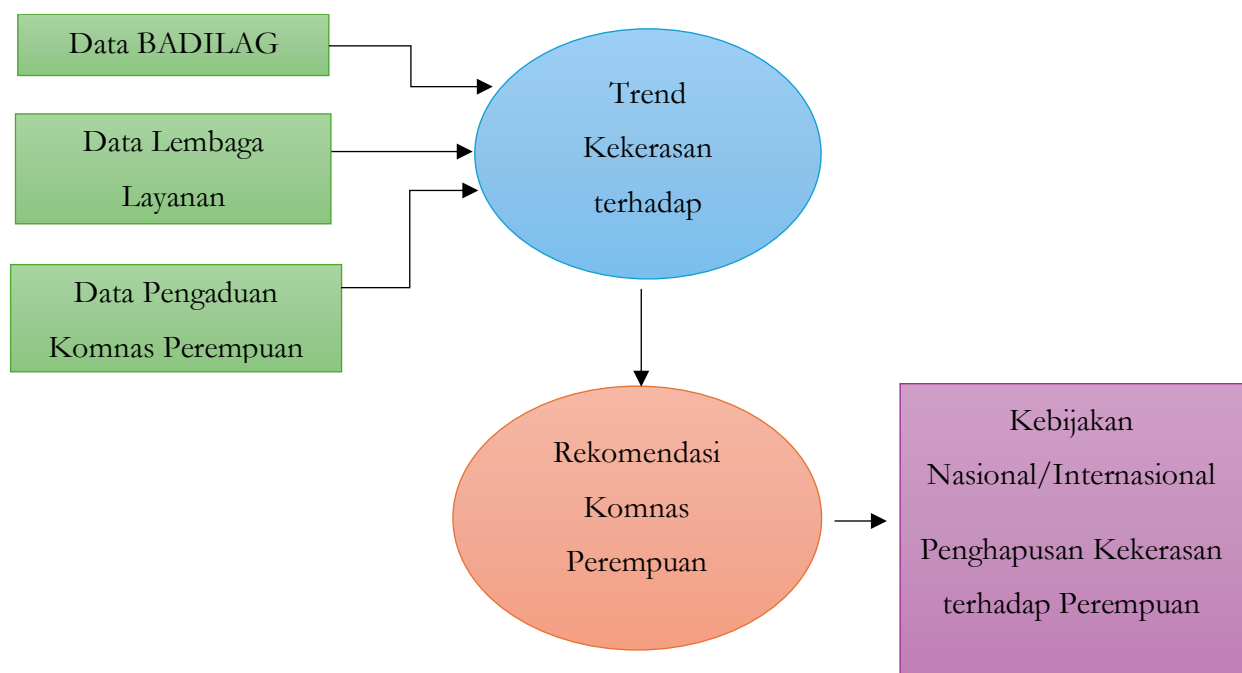 Data BADILAG
Data Lembaga
Layanan
Data Pengaduan
Komnas Perempuan
Trend
Kekerasan
terhadap
Rekomendasi
Komnas
Perempuan
Kebijakan
Nasional/Internasional
Penghapusan Kekerasan
terhadap Perempuan